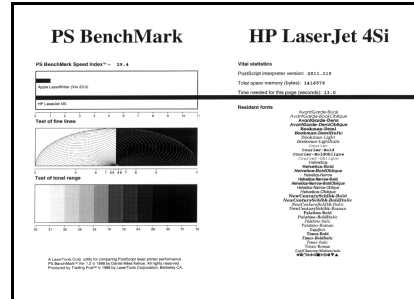 PS BenchMark
PS BenchMark Speed Index™ = 19.4
Apple LaserWriter (Ver 23.0)
HP LaserJet 4Si
Test of fine lines
Test of tonal range
A LaserTools Corp. utility for comparing PostScript laser printer performance
PS BenchMark™ Ver 1.2 © 1988 by Daniel Miles Kehoe. All rights reserved.
Produced by Trading Post™ © 1988 by LaserTools Corporation, Berkeley CA.
HP LaserJet 4Si
Vital statistics
PostScript interpreter version: 2011.110
Total spare memory (bytes): 1416576
Time needed for this page (seconds): 13.0
Resident fonts
AvantGarde-Book
AvantGarde-BookOblique
AvantGarde-Demi
AvantGarde-DemiOblique
Bookman-Demi
Bookman-DemiItalic
Bookman-Light
Bookman-LightItalic
Courier
Courier-Bold
Courier-BoldOblique
Courier-Oblique
Helvetica
Helvetica-Bold
Helvetica-BoldOblique
Helvetica-Narrow
Helvetica-Narrow-Bold
Helvetica-Narrow-BoldOblique
Helvetica-Narrow-Oblique
Helvetica-Oblique
NewCenturySchlbk-Bold
NewCenturySchlbk-BoldItalic
NewCenturySchlbk-Italic
NewCenturySchlbk-Roman
Palatino-Bold
Palatino-BoldItalic
Palatino-Italic
Palatino-Roman
Times-Bold
Times-BoldItalic
Times-Italic
Times-Roman
ZapfChancery-MediumItalic